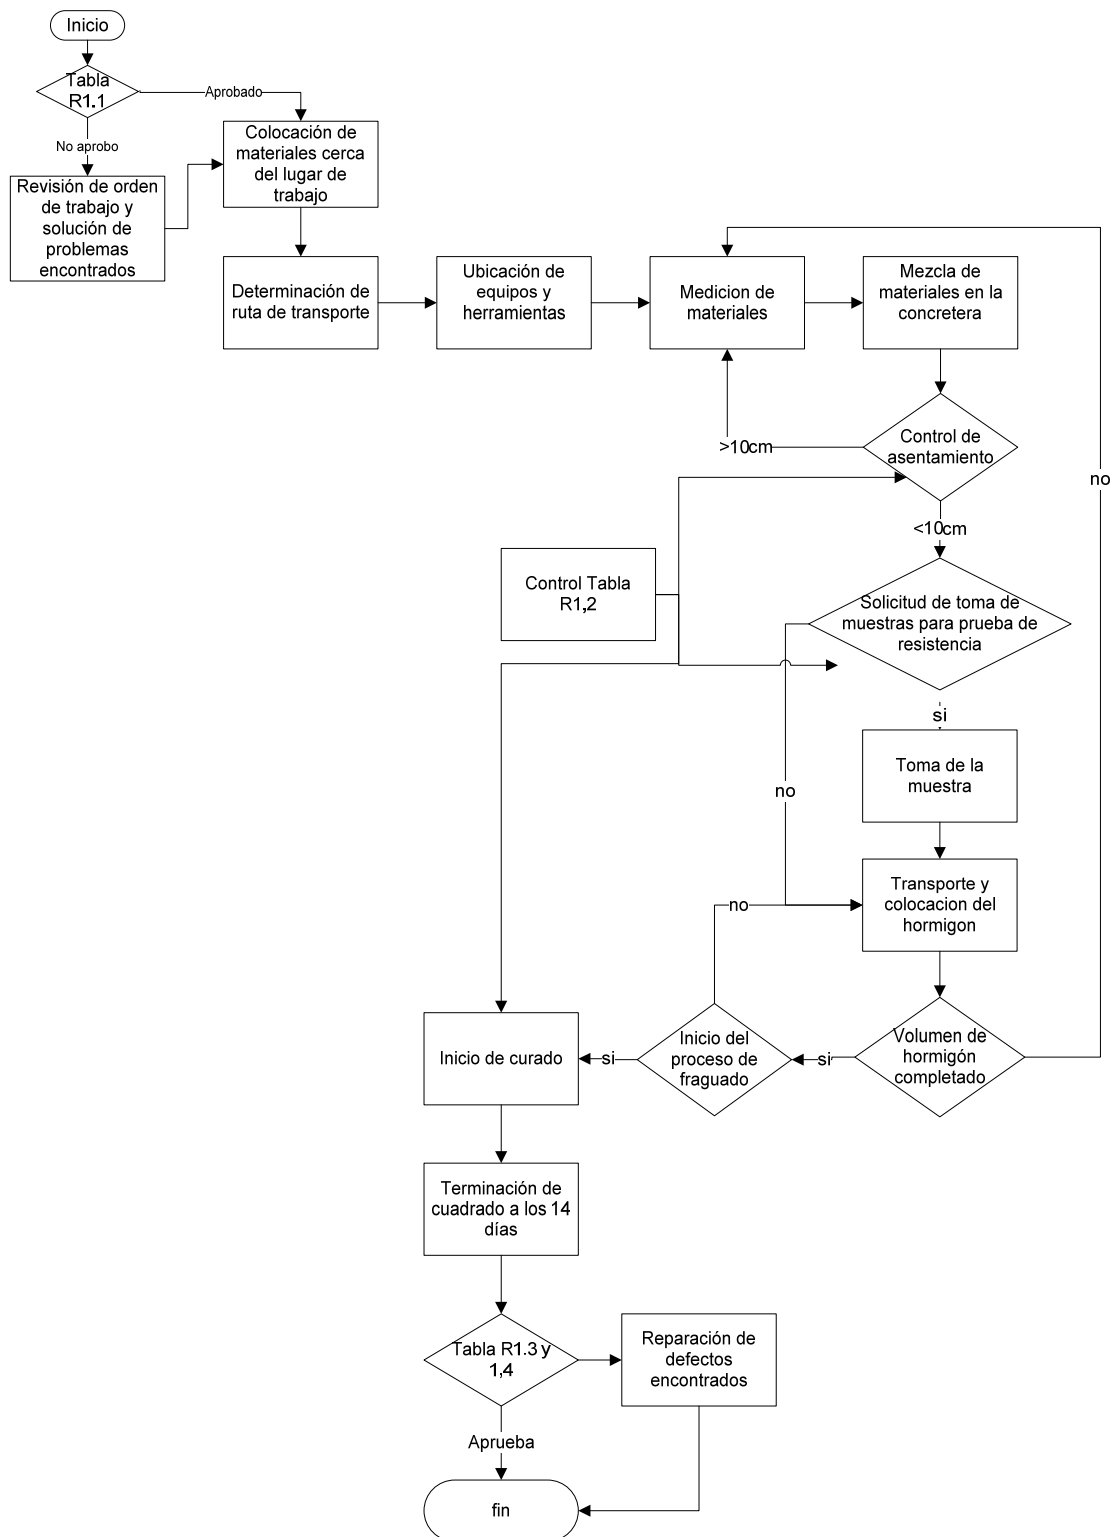 Inicio
Tabla
R1.1
Aprobado
No aprobo
Colocación de
materiales cerca
del lugar de
trabajo
Revisión de orden
de trabajo y
solución de
problemas
encontrados
Determinación de
ruta de transporte
Ubicación de
equipos y
herramientas
Medicion de
materiales
Mezcla de
materiales en la
concretera
Control de
asentamiento
>10cm
no
<10cm
Control Tabla
R1,2
Solicitud de toma de
muestras para prueba de
resistencia
si
Toma de la
muestra
no
Transporte y
colocacion del
hormigon
no
Volumen de
hormigón
completado
si
Inicio del
proceso de
fraguado
si
Inicio de curado
Terminación de
cuadrado a los 14
días
Tabla R1.3 y
1,4
Reparación de
defectos
encontrados
Aprueba
fin